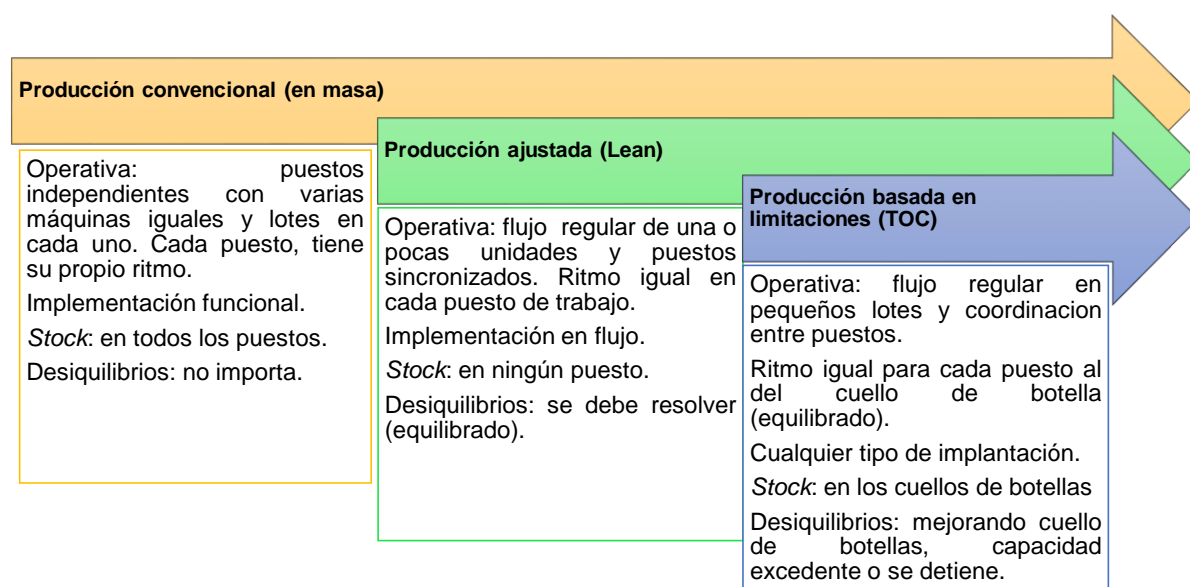 Producción convencional (en masa)
Operativa: puestos
independientes con varias
máquinas iguales y lotes en
cada uno. Cada puesto, tiene
su propio ritmo.
Implementación funcional.
Stock: en todos los puestos.
Desiquilibrios: no importa.
Producción ajustada (Lean)
Operativa: flujo regular de una o
pocas unidades y puestos
sincronizados. Ritmo igual en
cada puesto de trabajo.
Implementación en flujo.
Stock: en ningún puesto.
Desiquilibrios: se debe resolver
(equilibrado).
Producción basada en
limitaciones (TOC)
Operativa: flujo regular en
pequeños lotes y coordinacion
entre puestos.
Ritmo igual para cada puesto al
del cuello de botella
(equilibrado).
Cualquier tipo de implantación.
Stock: en los cuellos de botellas
Desiquilibrios: mejorando cuello
de botellas, capacidad
excedente o se detiene.